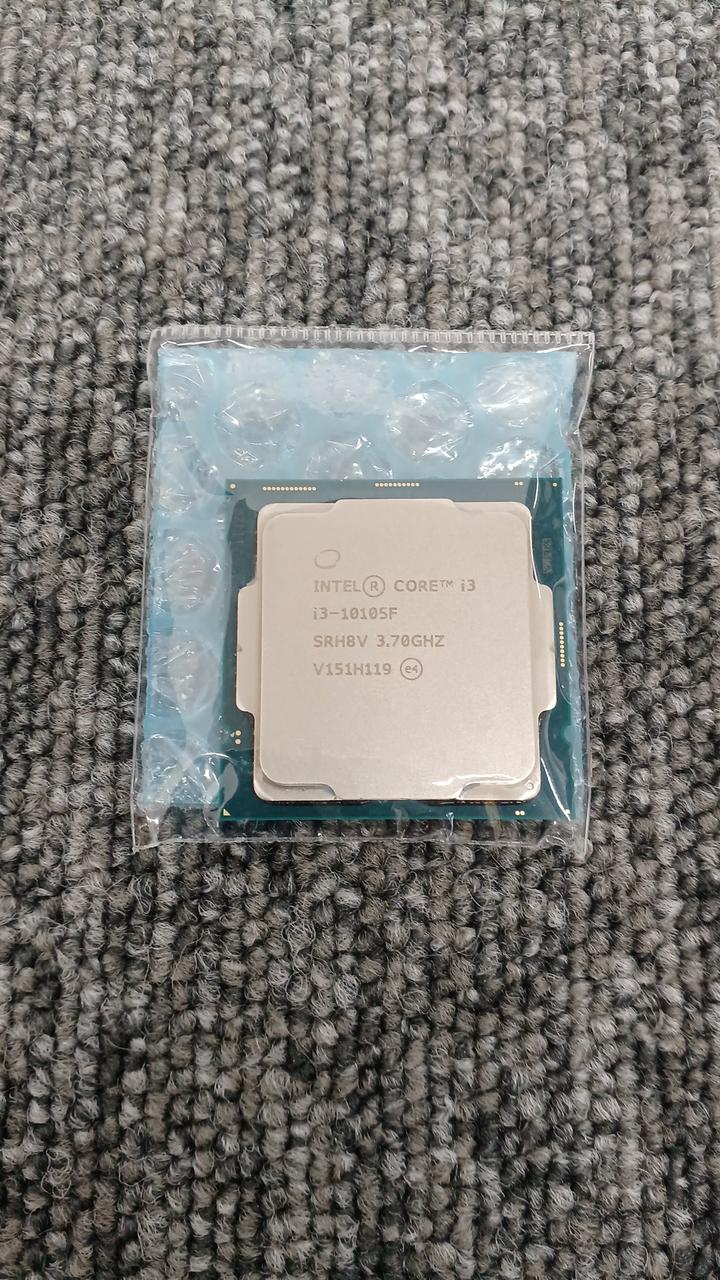 INTEL® CORE™ i3
i3-10105F
SRH8V 3.70GHZ
V151H119 e4